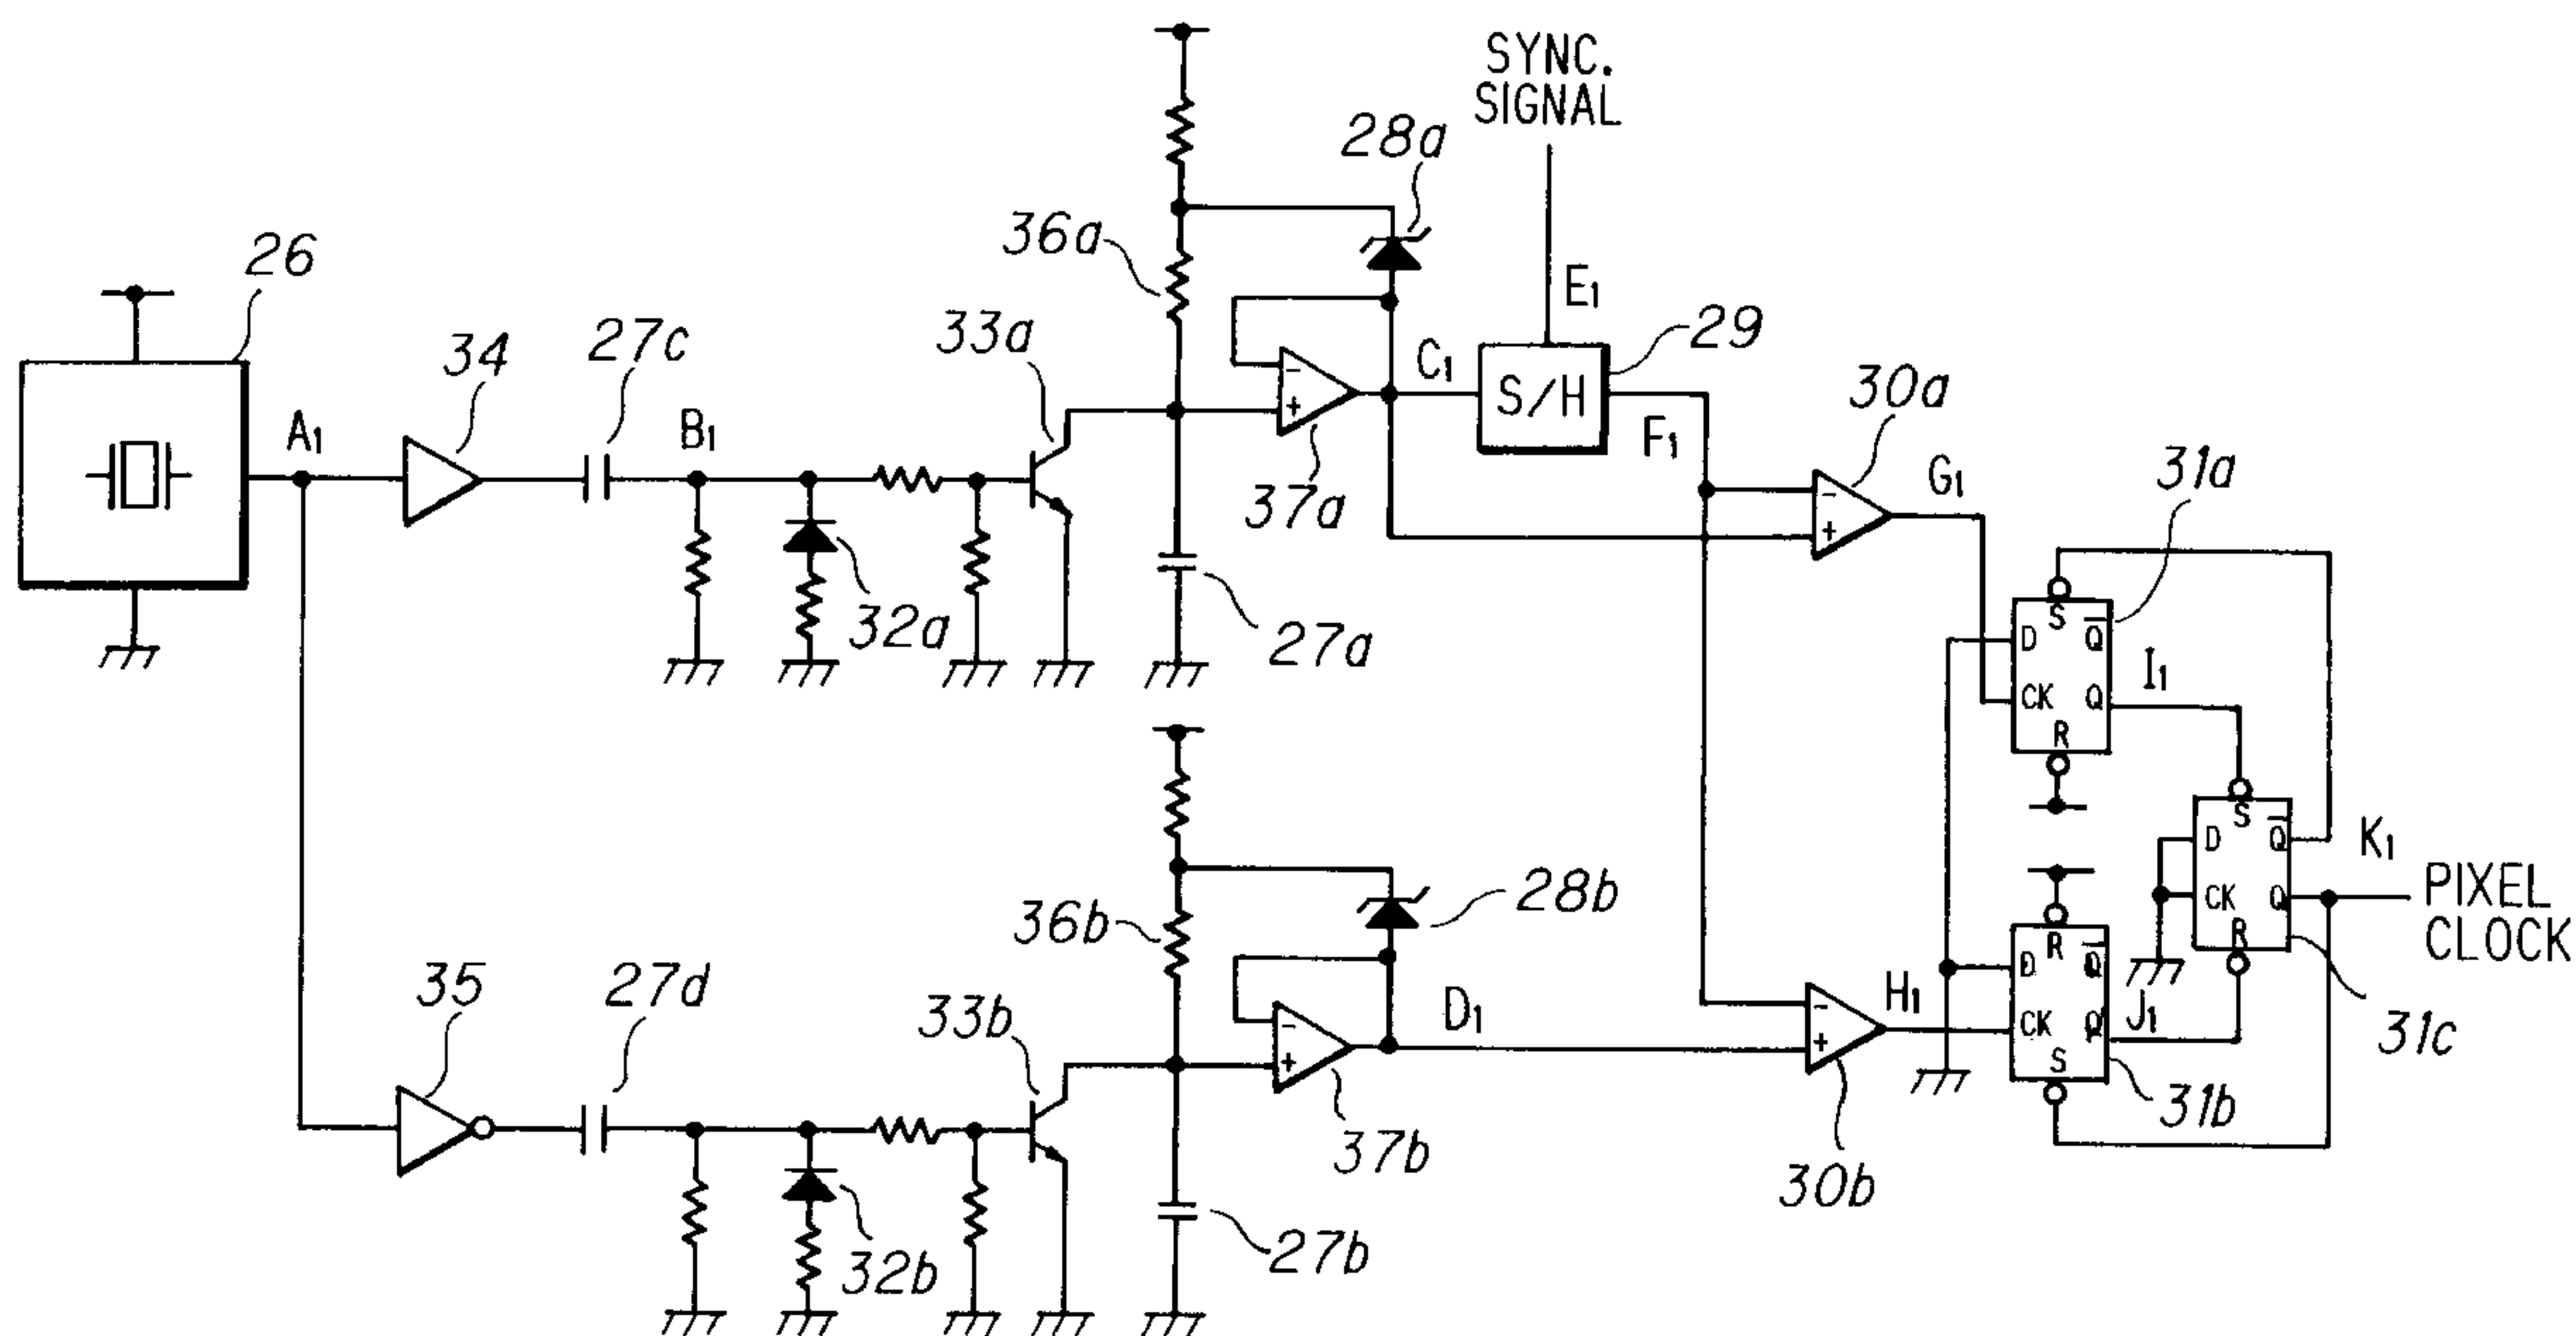 SYNC.
SIGNAL
28a
36a
26
E1
29
34
27c
33a
C1
S/H
30a
A1
B1
F1
G1
31a
37a
- +
- +
32a
27a
S
D Q̅
I1
CK Q
R
S
D Q̅
K1
PIXEL
CLOCK
CK Q
R
31c
36b
28b
35
27d
33b
D1
H1
R
D Q̅
CK Q
J1
S
31b
- +
- +
37b
30b
32b
27b